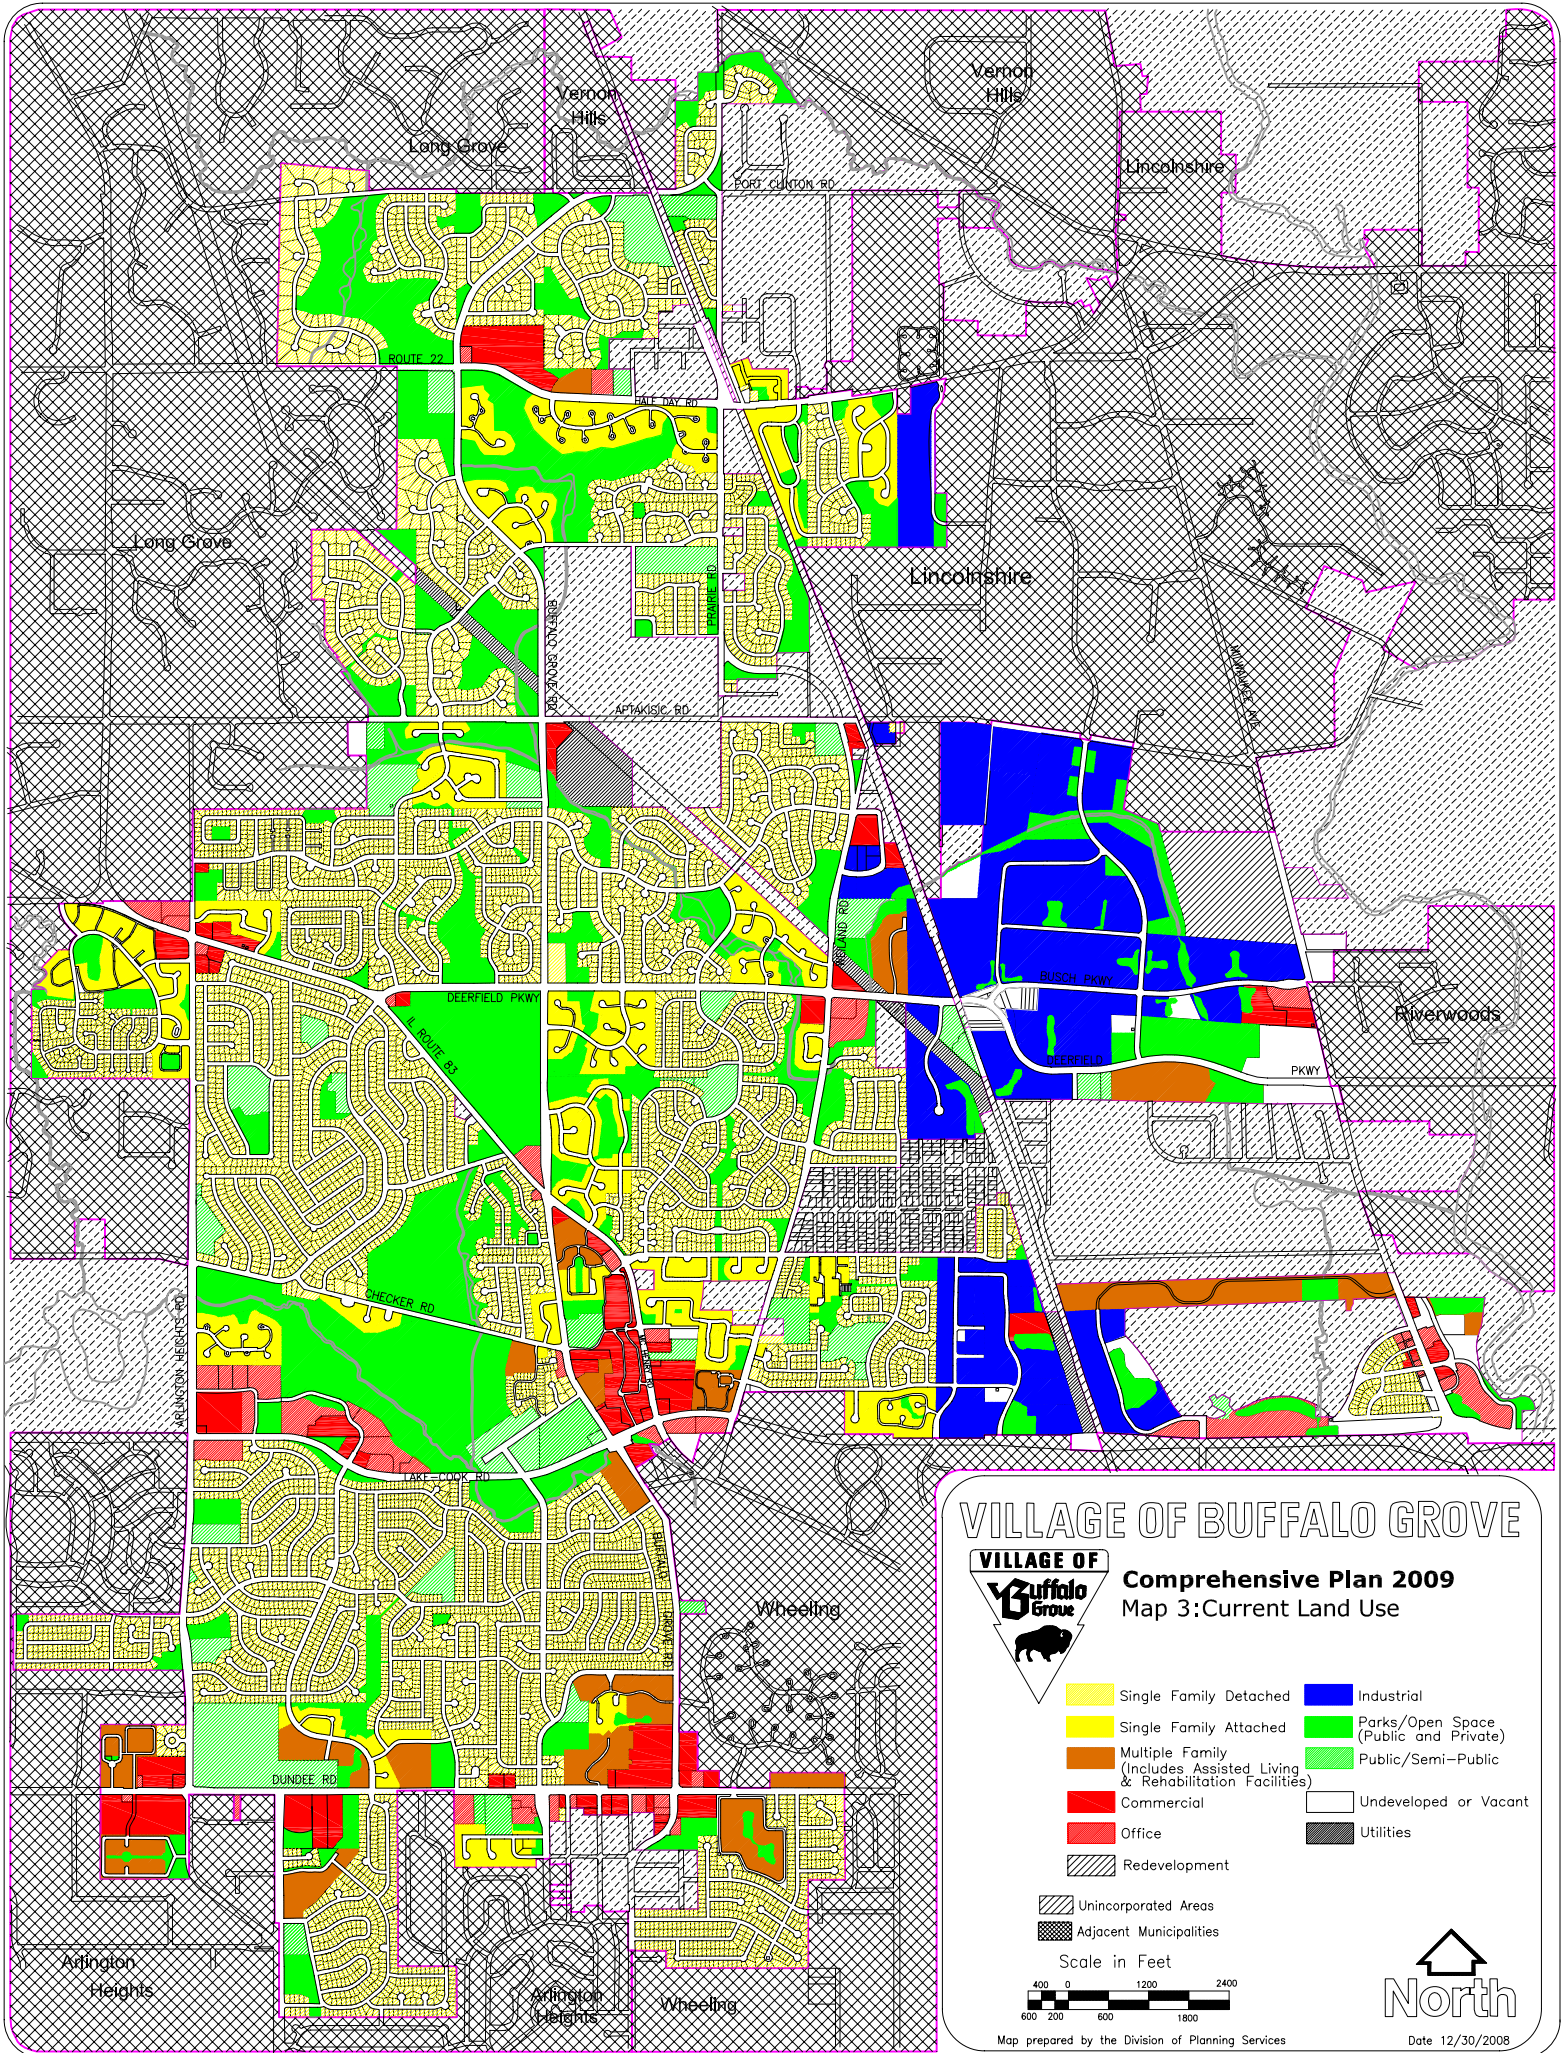 Vernon
Hills
Vernon
Hills
Long Grove
Lincolnshire
PORT CLINTON RD
ROUTE 22
HALF DAY RD
Long Grove
Lincolnshire
PRAIRIE RD
BUFFALO GROVE RD
MILWAUKEE AVE
APTAKISIC RD
WEILAND RD
BUSCH PKWY
DEERFIELD PKWY
Riverwoods
IL ROUTE 83
DEERFIELD
PKWY
CHECKER RD
ARLINGTON HEIGHTS RD
MC HENRY RD
LAKE-COOK RD
BUFFALO
GROVE RD
Wheeling
DUNDEE RD
Arlington
Heights
Arlington
Heights
Wheeling
VILLAGE OF BUFFALO GROVE
VILLAGE OF
Buffalo
Grove
Comprehensive Plan 2009
Map 3:Current Land Use
Single Family Detached
Single Family Attached
Multiple Family
(Includes Assisted Living
& Rehabilitation Facilities)
Commercial
Office
Redevelopment
Industrial
Parks/Open Space
(Public and Private)
Public/Semi-Public
Undeveloped or Vacant
Utilities
Unincorporated Areas
Adjacent Municipalities
Scale in Feet
400 0 1200 2400
600 200 600 1800
North
Map prepared by the Division of Planning Services
Date 12/30/2008